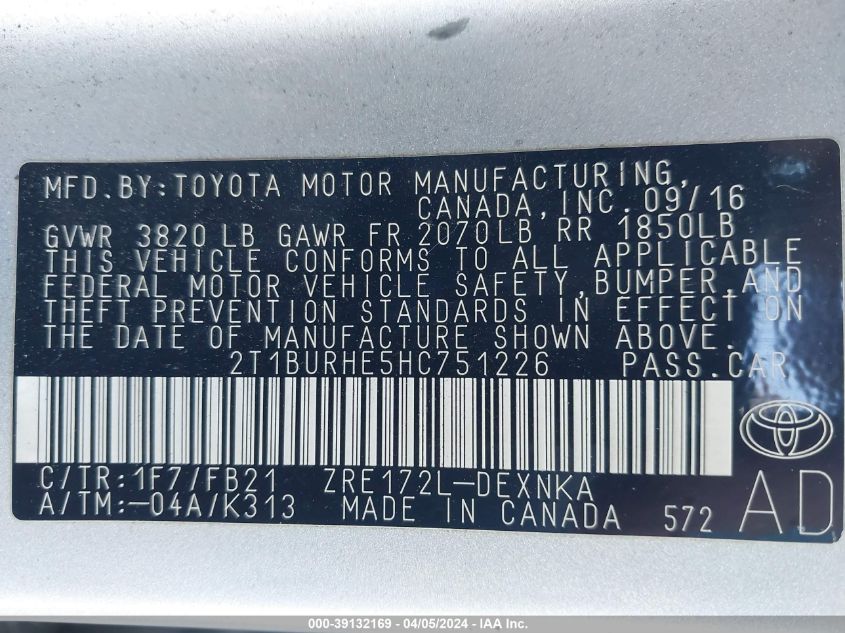 MFD.BY:TOYOTA MOTOR MANUFACTURING,
CANADA, INC. 09/16
GVWR 3820 LB GAWR FR 2070LB RR 1850LB
THIS VEHICLE CONFORMS TO ALL APPLICABLE
FEDERAL MOTOR VEHICLE SAFETY, BUMPER, AND
THEFT PREVENTION STANDARDS IN EFFECT ON
THE DATE OF MANUFACTURE SHOWN ABOVE.
2T1BURHE5HC751226 PASS.CAR
C/TR:1F7/FB21 ZRE172L-DEXNKA
A/TM:-04A/K313 MADE IN CANADA 572 AD
000-39132169 - 04/05/2024 - IAA, Inc.